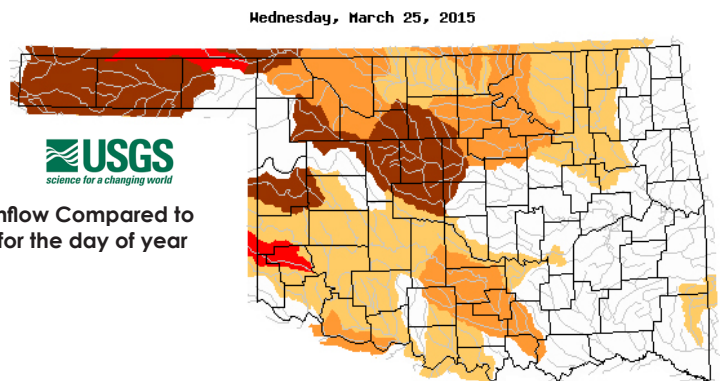 Wednesday, March 25, 2015
USGS
science for a changing world
nflow Compared to
for the day of year